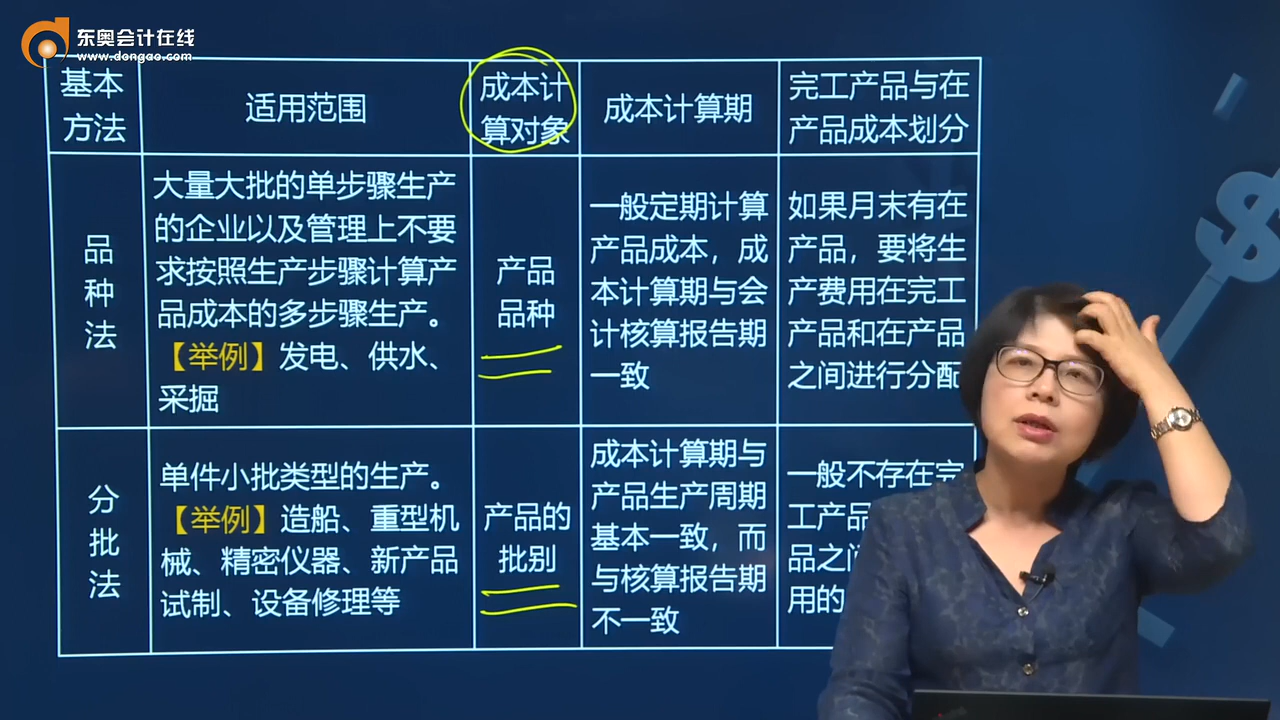 东奥会计在线
www.dongao.com
基本
方法
适用范围
成本计
算对象
成本计算期
完工产品与在
产品成本划分
品
种
法
大量大批的单步骤生产
的企业以及管理上不要
求按照生产步骤计算产
品成本的多步骤生产。
【举例】发电、供水、
采掘
产品
品种
一般定期计算
产品成本，成
本计算期与会
计核算报告期
一致
如果月末有在
产品，要将生
产费用在完工
产品和在产品
之间进行分配
分
批
法
单件小批类型的生产。
【举例】造船、重型机
械、精密仪器、新产品
试制、设备修理等
产品的
批别
成本计算期与
产品生产周期
基本一致，而
与核算报告期
不一致
一般不存在完
工产品
品之间
用的